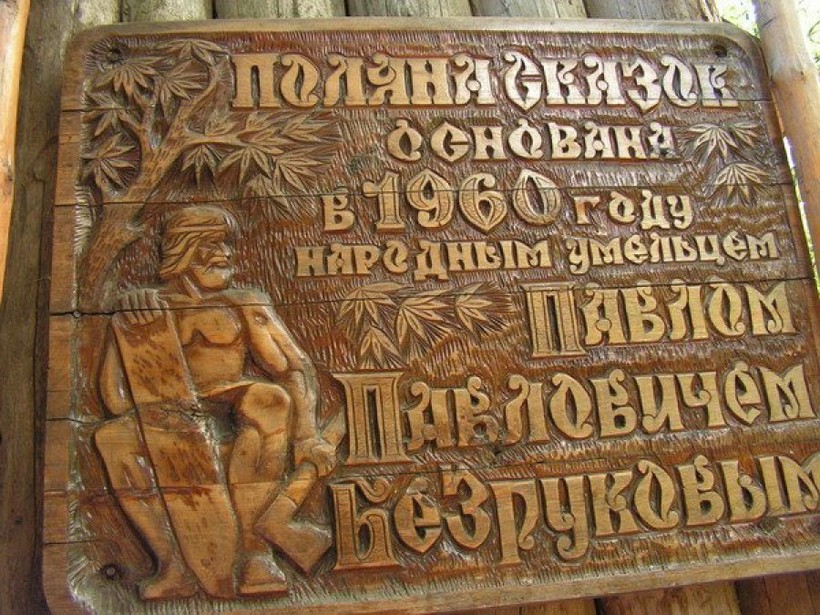 Поляна Сказок
основана
в 1960 году
народным умельцем
Павлом
Павловичем
Безруковым